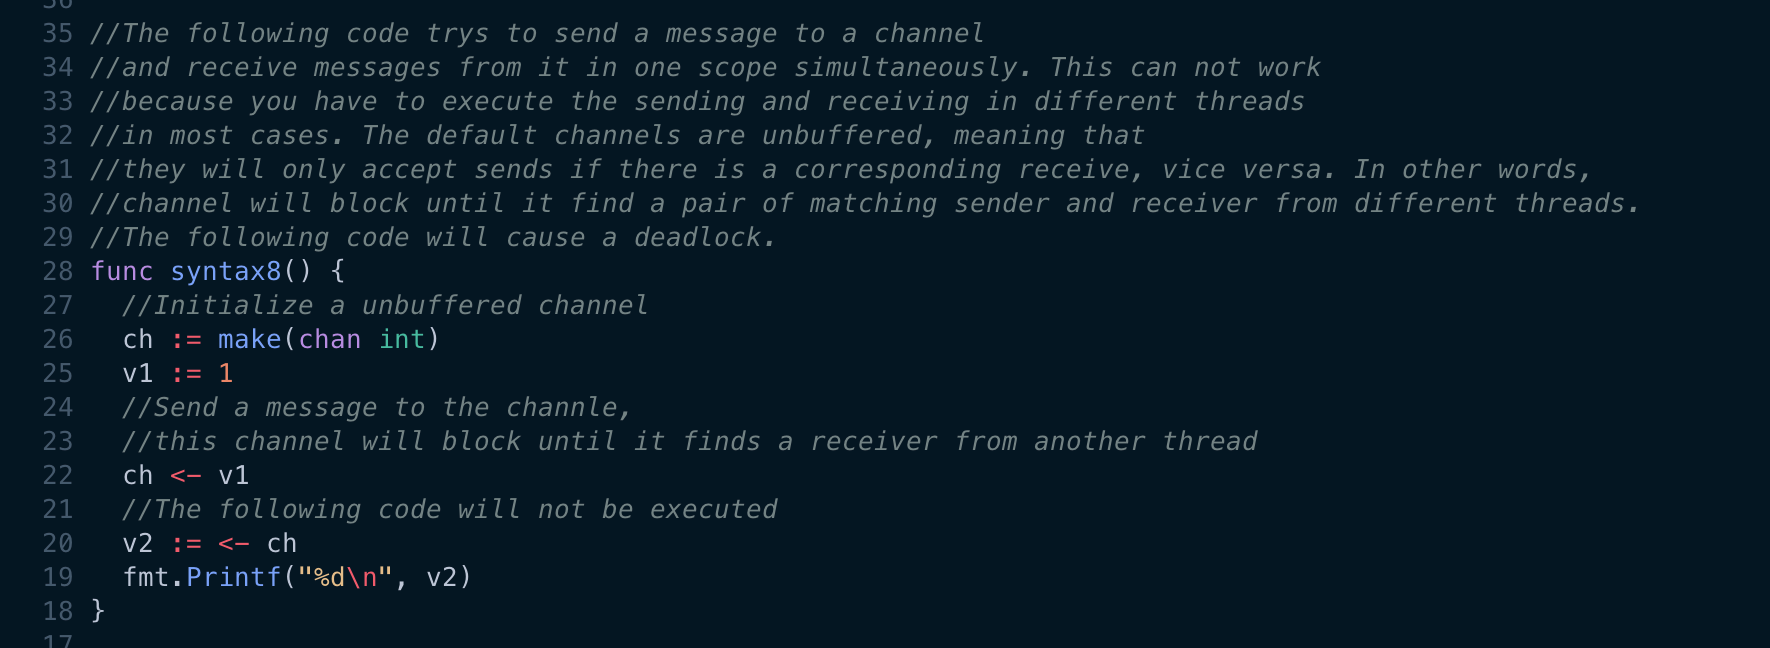 35 //The following code trys to send a message to a channel
34 //and receive messages from it in one scope simultaneously. This can not work
33 //because you have to execute the sending and receiving in different threads
32 //in most cases. The default channels are unbuffered, meaning that
31 //they will only accept sends if there is a corresponding receive, vice versa. In other words,
30 //channel will block until it find a pair of matching sender and receiver from different threads.
29 //The following code will cause a deadlock.
28 func syntax8() {
27   //Initialize a unbuffered channel
26   ch := make(chan int)
25   v1 := 1
24   //Send a message to the channle,
23   //this channel will block until it finds a receiver from another thread
22   ch <- v1
21   //The following code will not be executed
20   v2 := <- ch
19   fmt.Printf("%d\n", v2)
18 }
17